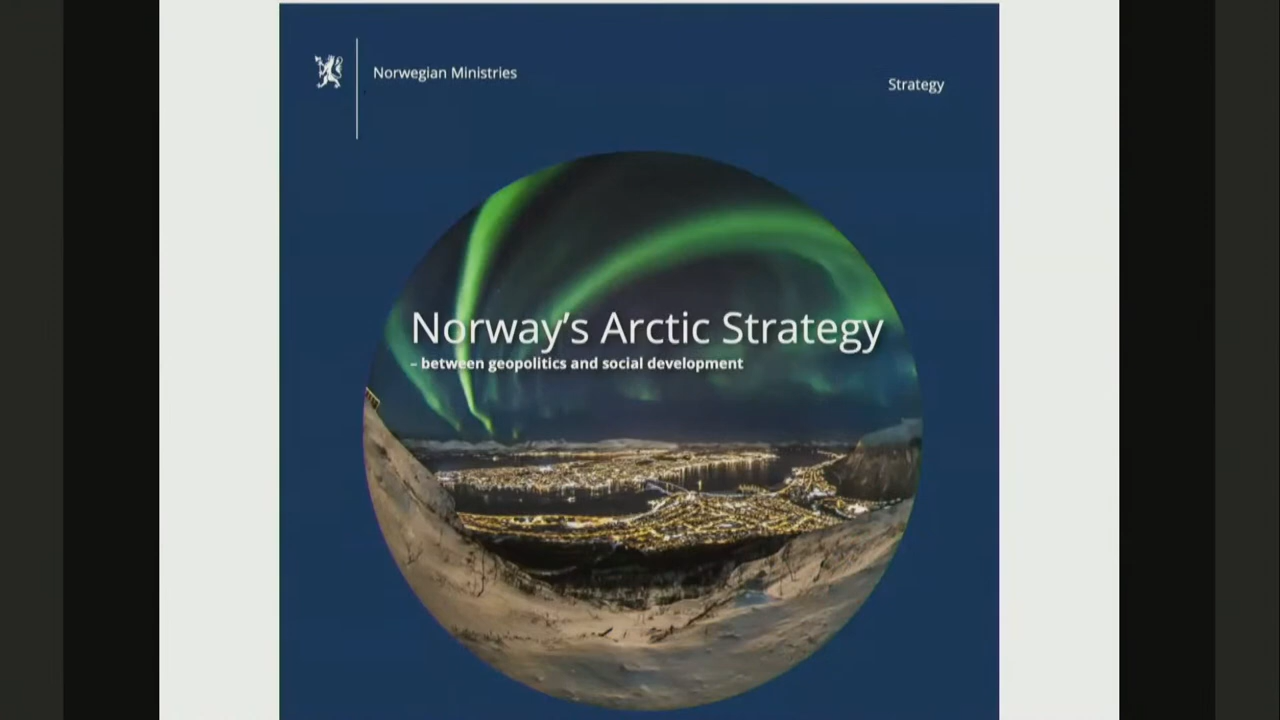 Norwegian Ministries
Strategy
Norway's Arctic Strategy
– between geopolitics and social development